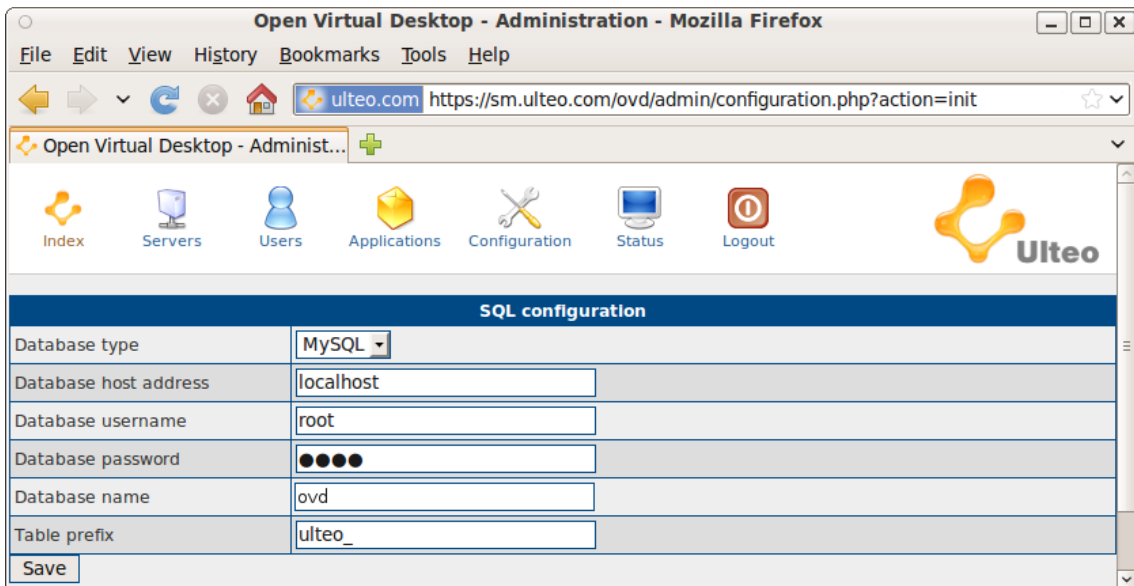 Open Virtual Desktop - Administration - Mozilla Firefox
File Edit View History Bookmarks Tools Help
ulteo.com https://sm.ulteo.com/ovd/admin/configuration.php?action=init
Open Virtual Desktop - Administ...
Index Servers Users Applications Configuration Status Logout
Ulteo
SQL configuration
Database type MySQL
Database host address localhost
Database username root
Database password ●●●●
Database name ovd
Table prefix ulteo_
Save